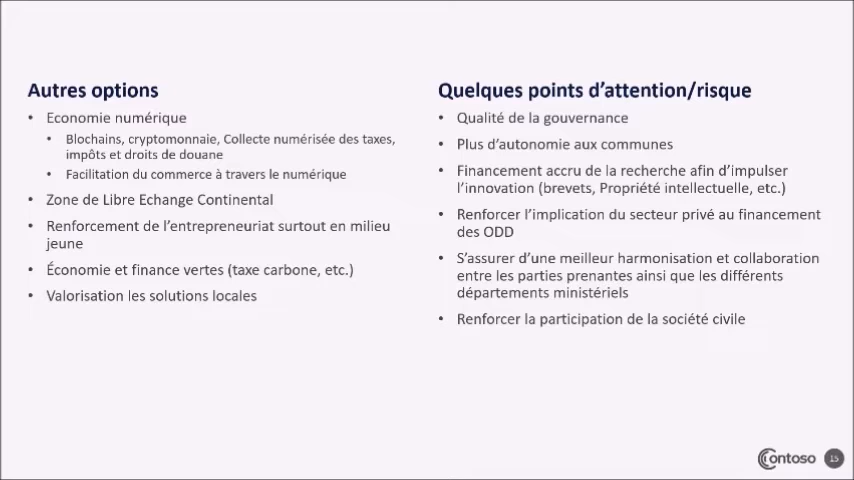 Autres options
• Economie numérique
• Blochains, cryptomonnaie, Collecte numérisée des taxes,
impôts et droits de douane
• Facilitation du commerce à travers le numérique
• Zone de Libre Echange Continental
• Renforcement de l’entrepreneuriat surtout en milieu
jeune
• Économie et finance vertes (taxe carbone, etc.)
• Valorisation les solutions locales
Quelques points d’attention/risque
• Qualité de la gouvernance
• Plus d’autonomie aux communes
• Financement accru de la recherche afin d’impulser
l’innovation (brevets, Propriété intellectuelle, etc.)
• Renforcer l’implication du secteur privé au financement
des ODD
• S’assurer d’une meilleur harmonisation et collaboration
entre les parties prenantes ainsi que les différents
départements ministériels
• Renforcer la participation de la société civile
Contoso
15